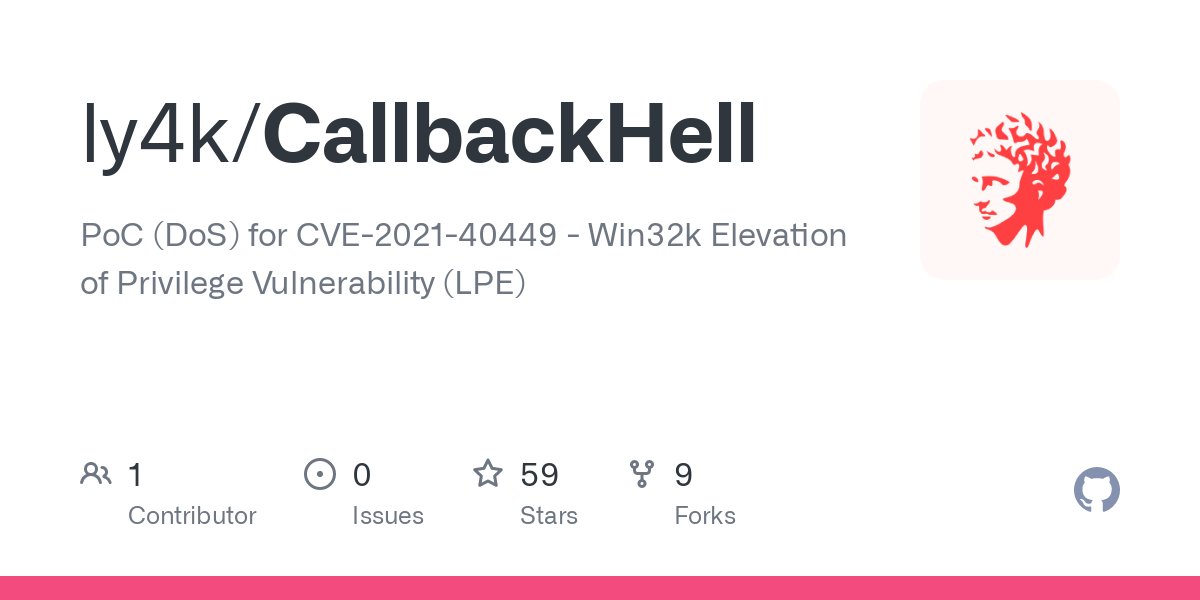 ly4k/CallbackHell
PoC (DoS) for CVE-2021-40449 - Win32k Elevation
of Privilege Vulnerability (LPE)
1 0 59 9
Contributor Issues Stars Forks